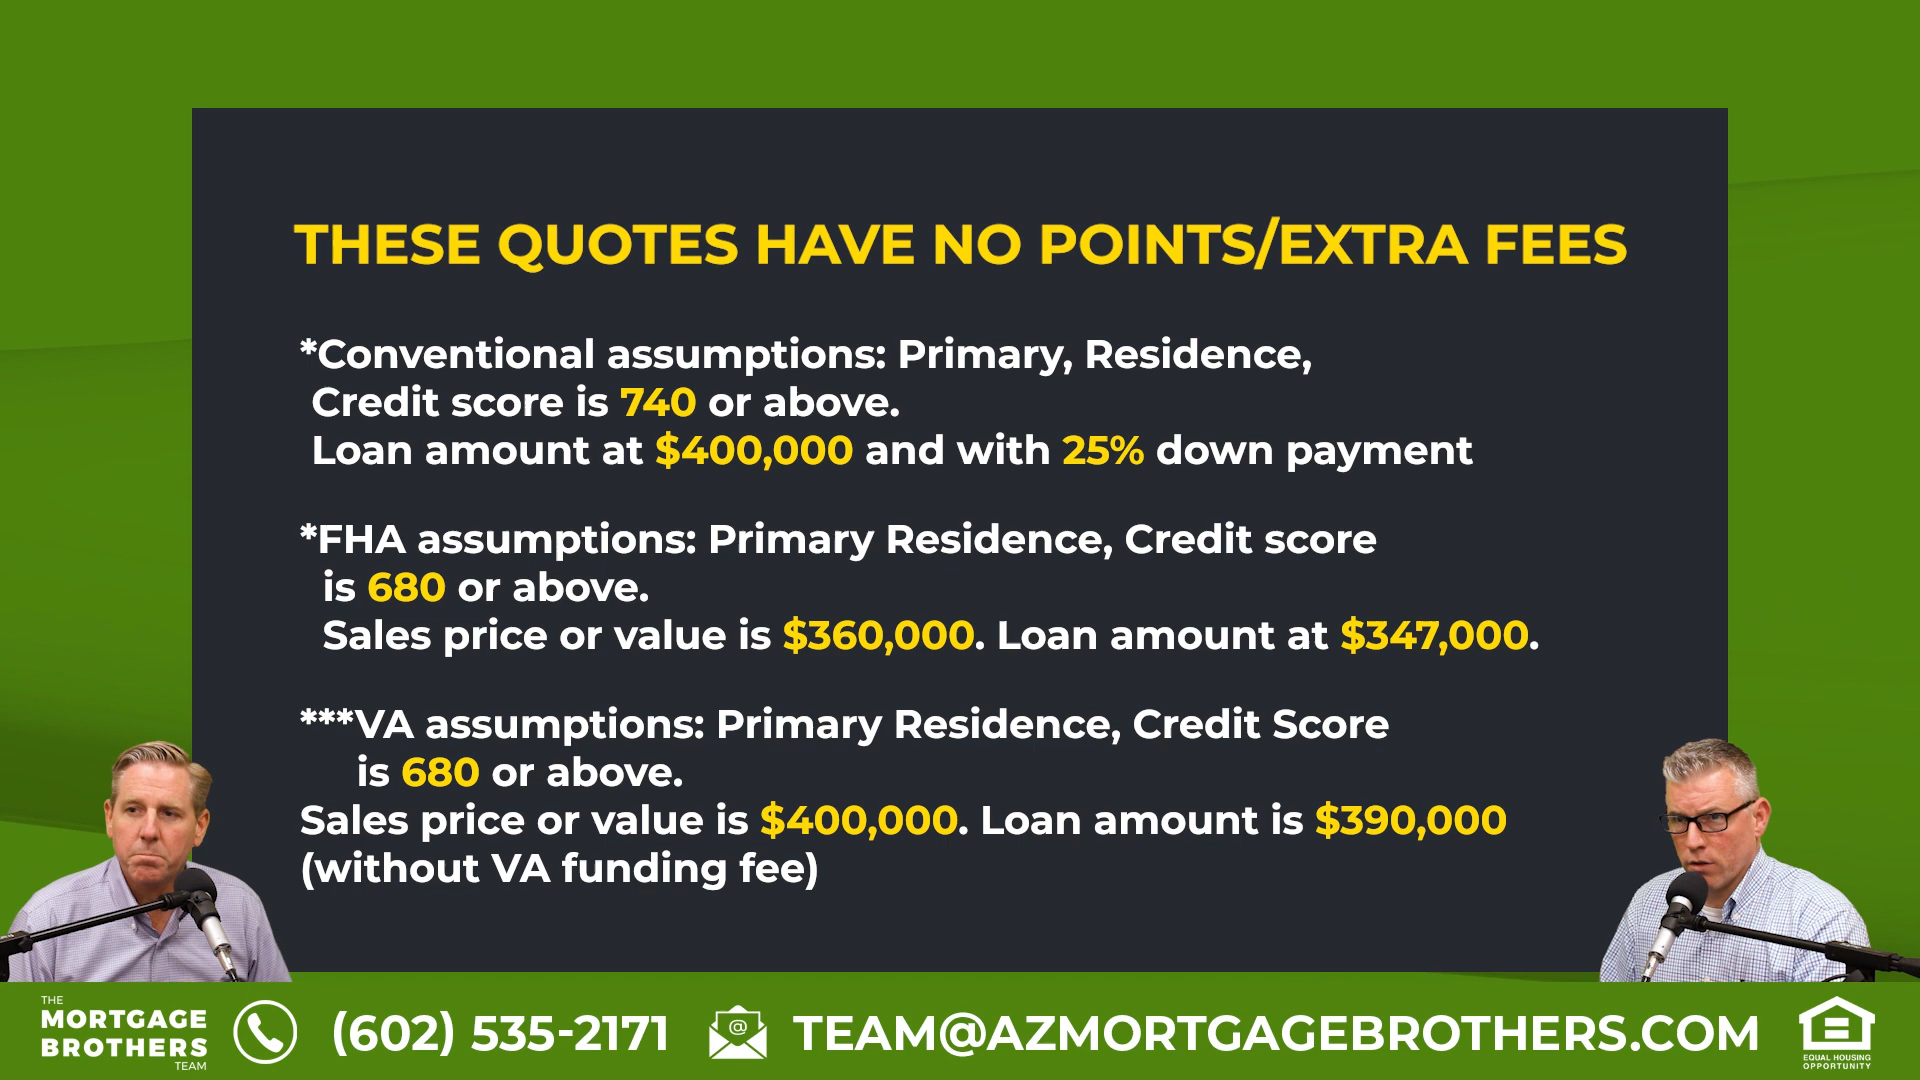 THESE QUOTES HAVE NO POINTS/EXTRA FEES
*Conventional assumptions: Primary, Residence,
Credit score is 740 or above.
Loan amount at $400,000 and with 25% down payment
*FHA assumptions: Primary Residence, Credit score
is 680 or above.
Sales price or value is $360,000. Loan amount at $347,000.
***VA assumptions: Primary Residence, Credit Score
is 680 or above.
Sales price or value is $400,000. Loan amount is $390,000
(without VA funding fee)
THE
MORTGAGE
BROTHERS
TEAM
(602) 535-2171
@
TEAM@AZMORTGAGEBROTHERS.COM
EQUAL HOUSING
OPPORTUNITY